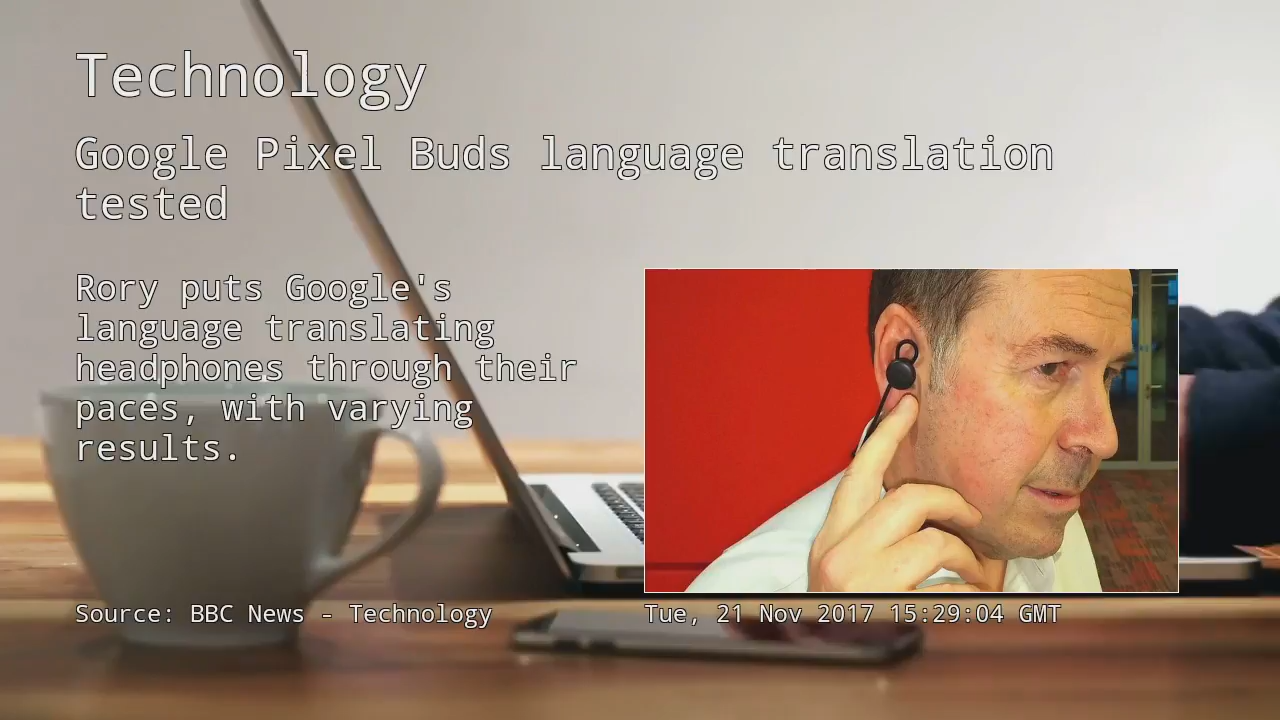 Technology
Google Pixel Buds language translation
tested
Rory puts Google's
language translating
headphones through their
paces, with varying
results.
Source: BBC News - Technology
Tue, 21 Nov 2017 15:29:04 GMT